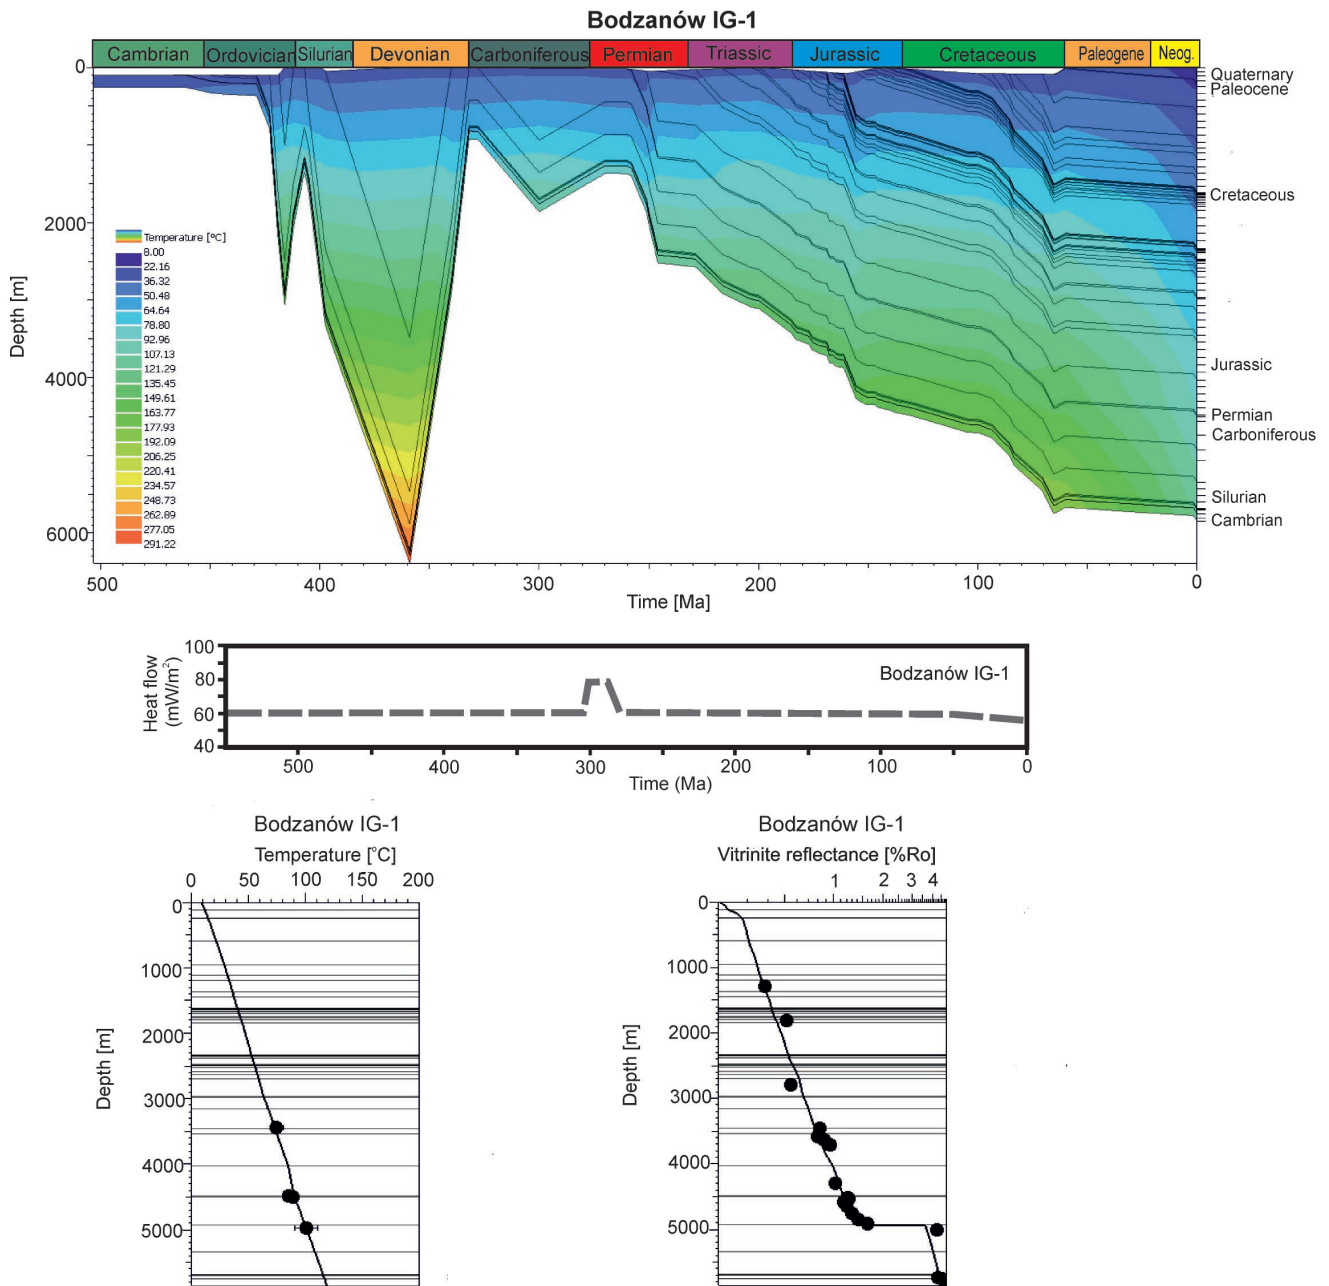 Bodzanów IG-1
Cambrian Ordovician Silurian Devonian Carboniferous Permian Triassic Jurassic Cretaceous Paleogene Neog.
0
2000
4000
6000
Depth [m]
Temperature [°C]
8.00
22.16
36.32
50.48
64.64
78.80
92.96
107.13
121.29
135.45
149.61
163.77
177.93
192.09
206.25
220.41
234.57
248.73
262.89
277.05
291.22
Quaternary
Paleocene
Cretaceous
Jurassic
Permian
Carboniferous
Silurian
Cambrian
500 400 300 200 100 0
Time [Ma]
100
80
60
40
Heat flow
(mW/m²)
Bodzanów IG-1
500 400 300 200 100 0
Time (Ma)
Bodzanów IG-1
Temperature [°C]
0 50 100 150 200
0
1000
2000
3000
4000
5000
Depth [m]
Bodzanów IG-1
Vitrinite reflectance [%Ro]
1 2 3 4
0
1000
2000
3000
4000
5000
Depth [m]